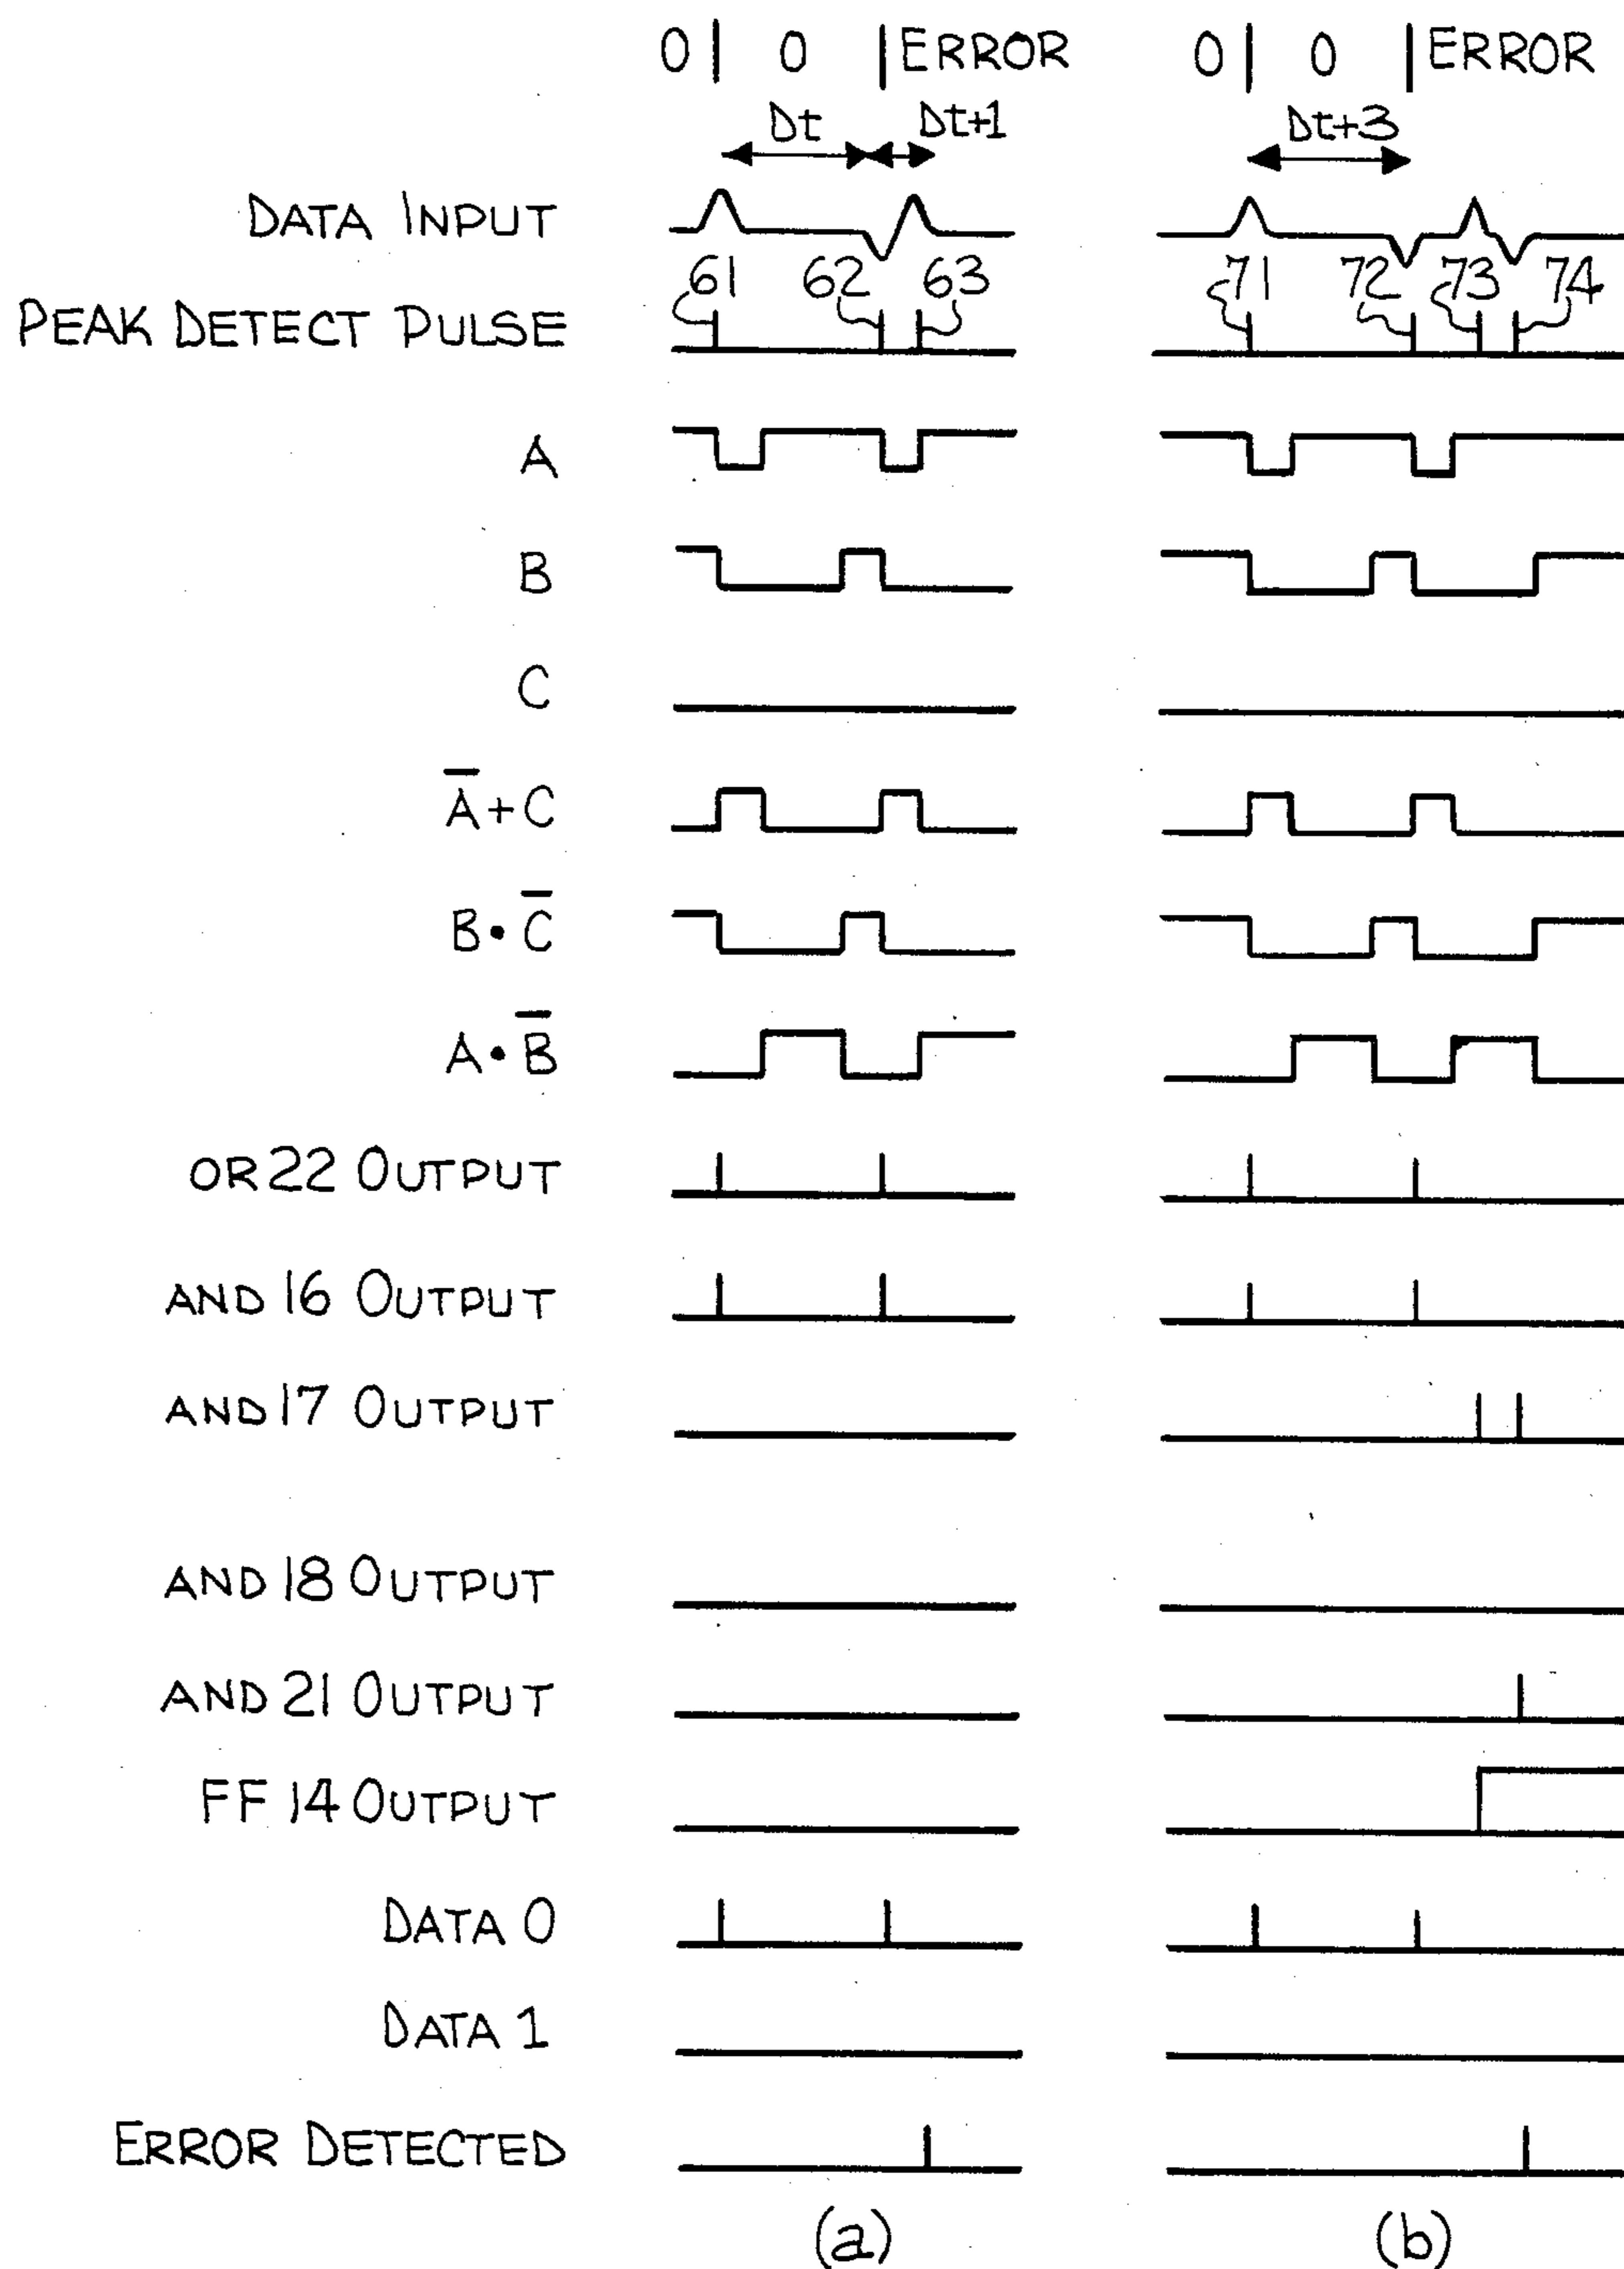 0 | 0 | ERROR 0 | 0 | ERROR
Dt Dt+1 Dt+3
DATA INPUT
61 62 63 71 72 73 74
PEAK DETECT PULSE
A
B
C
A̅+C
B•C̅
A•B̅
OR 22 OUTPUT
AND 16 OUTPUT
AND 17 OUTPUT
AND 18 OUTPUT
AND 21 OUTPUT
FF 14 OUTPUT
DATA 0
DATA 1
ERROR DETECTED
(a) (b)